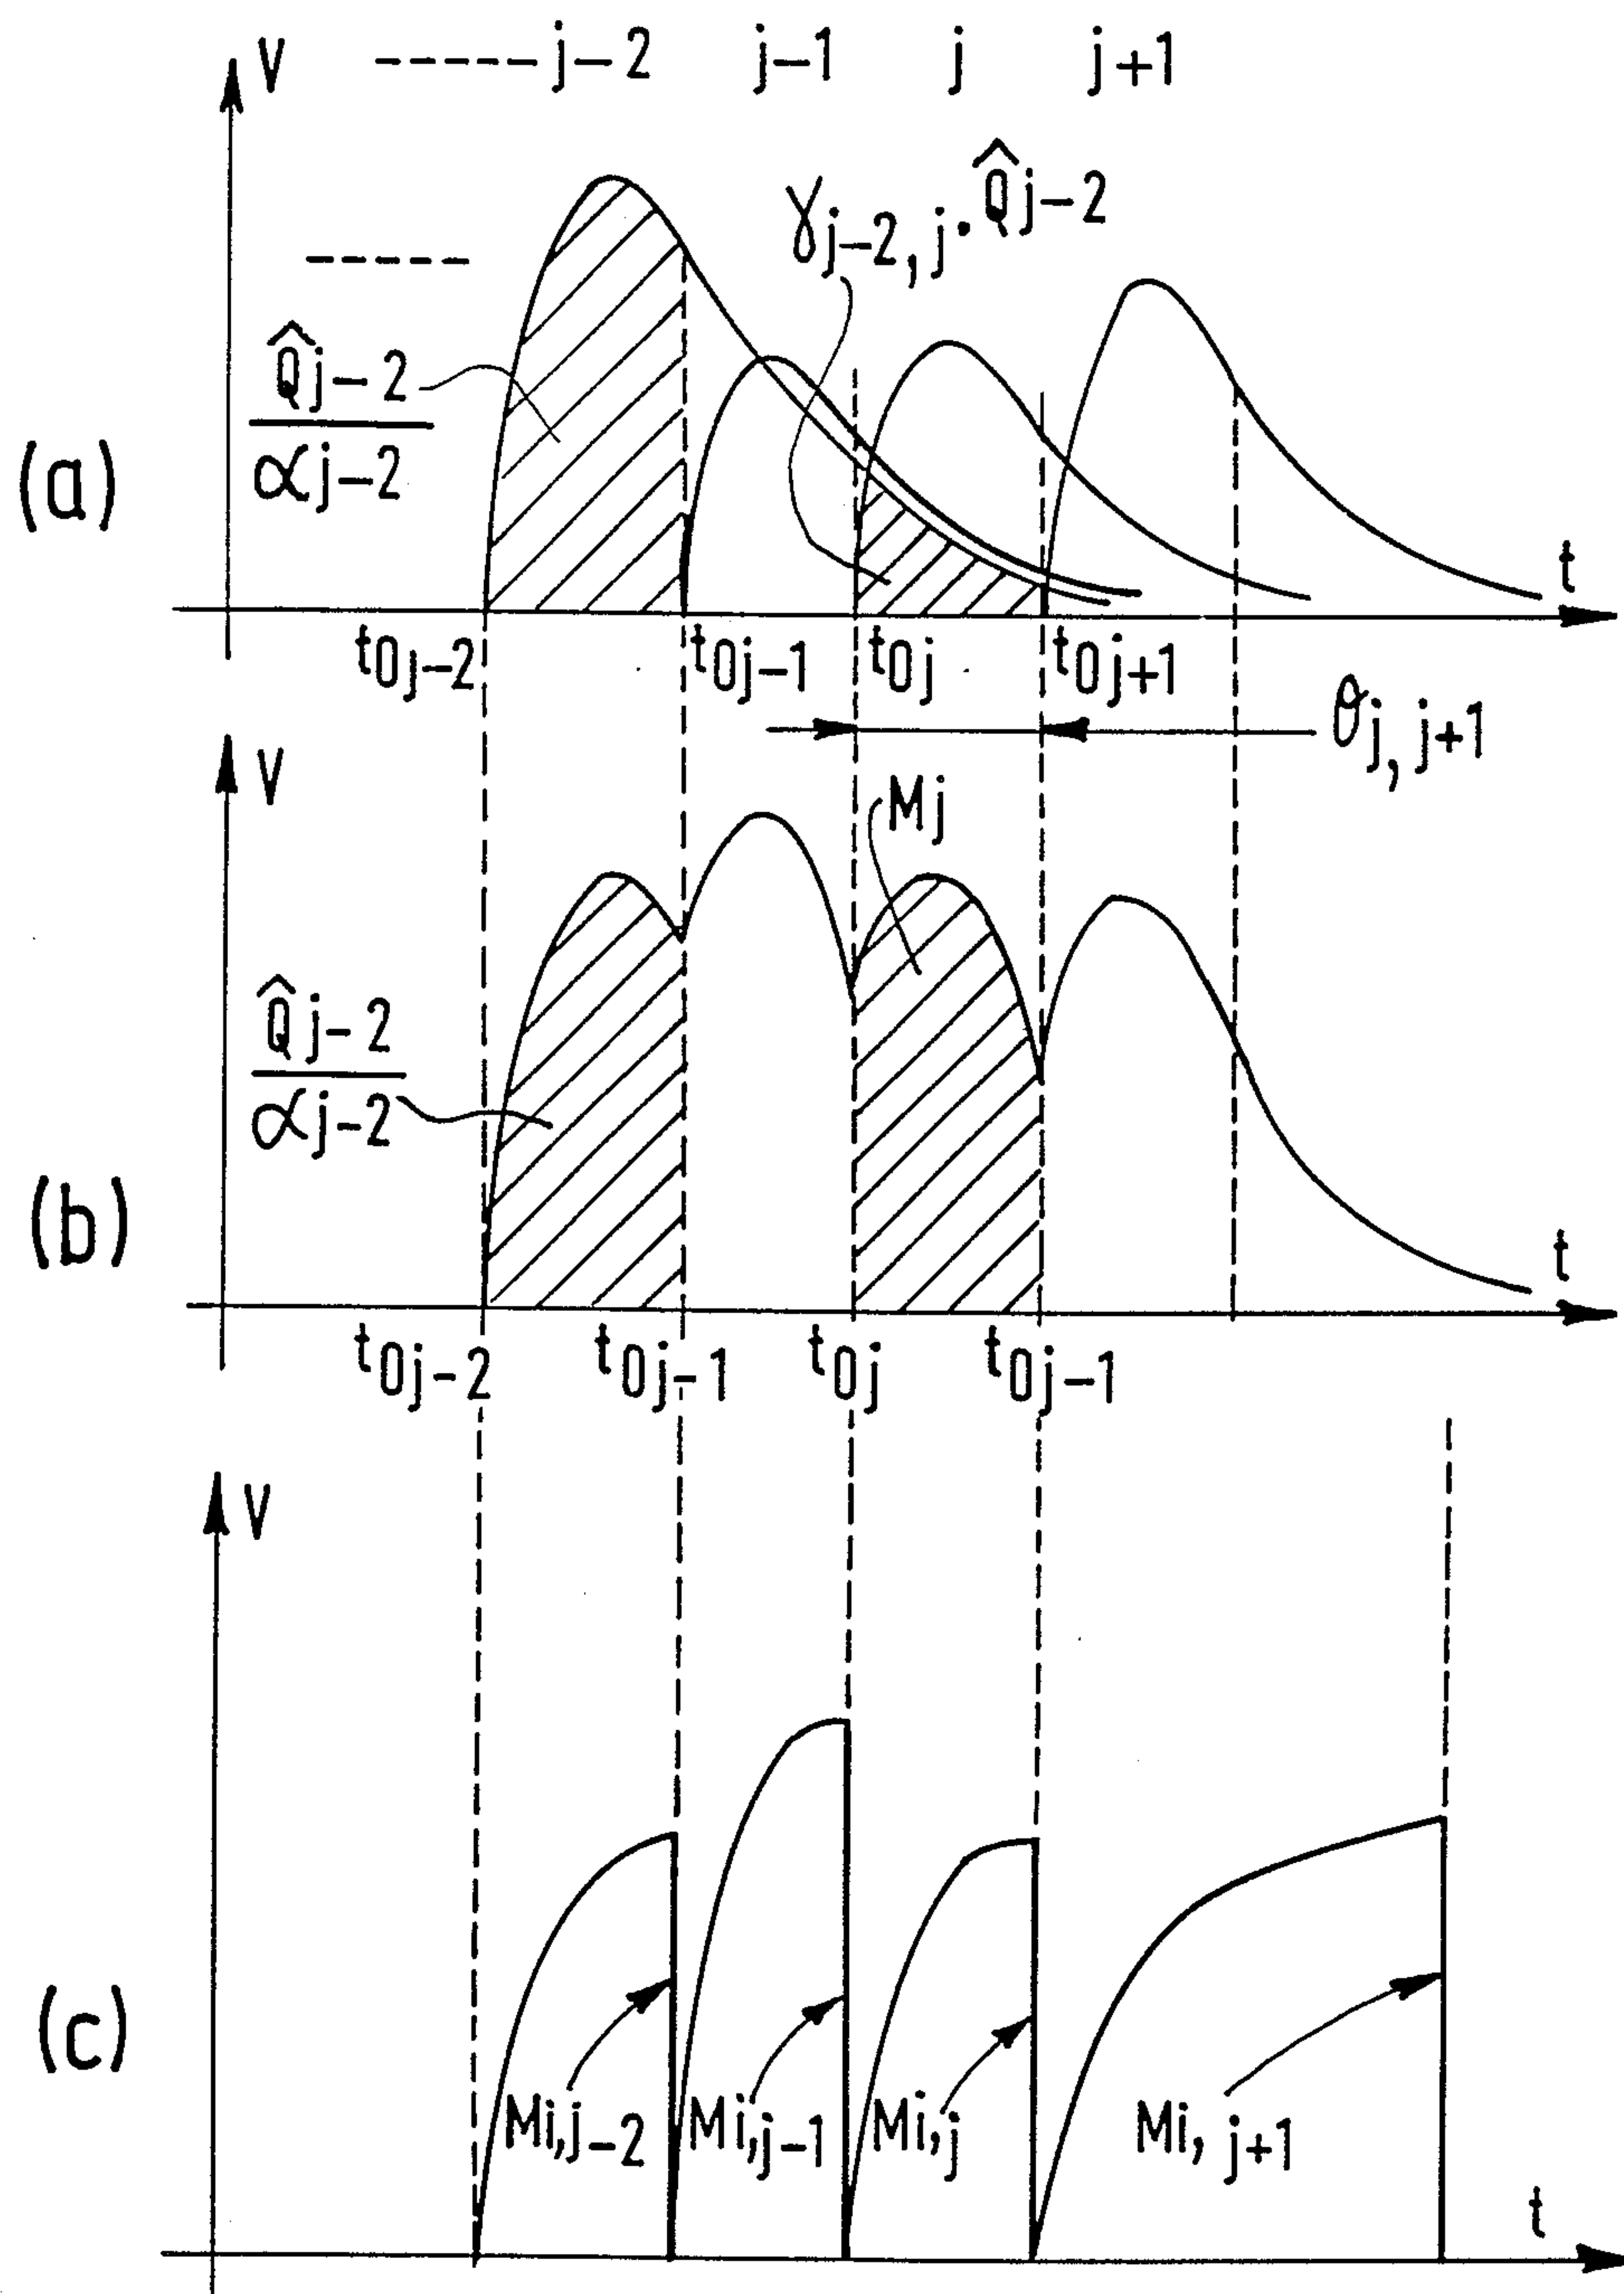 V
----- j-2 j-1 j j+1
γj-2, j · Q̂j-2
-----
Q̂j-2
αj-2
(a)
t
t0j-2 t0j-1 t0j t0j+1
θj, j+1
V
Mj
Q̂j-2
αj-2
(b)
t
t0j-2 t0j-1 t0j t0j-1
V
(c)
Mi,j-2 Mi,j-1 Mi,j Mi, j+1
t